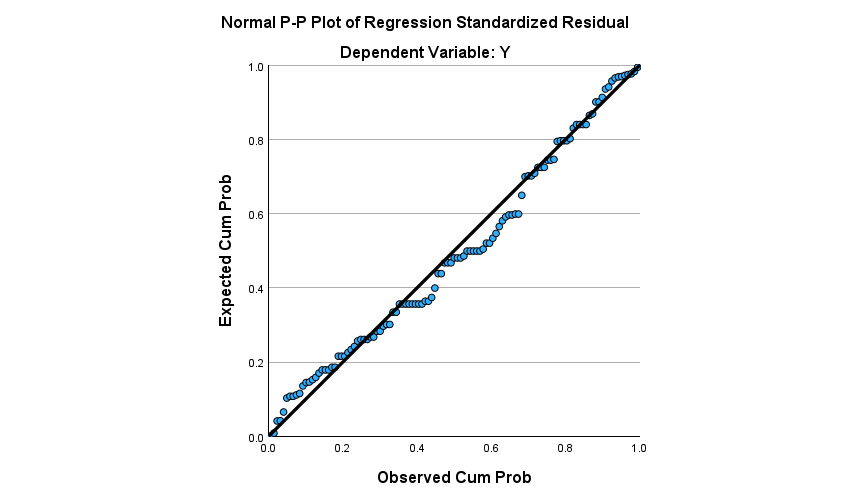 Normal P-P Plot of Regression Standardized Residual
Dependent Variable: Y
1.0
0.8
0.6
0.4
0.2
0.0
Expected Cum Prob
0.0 0.2 0.4 0.6 0.8 1.0
Observed Cum Prob